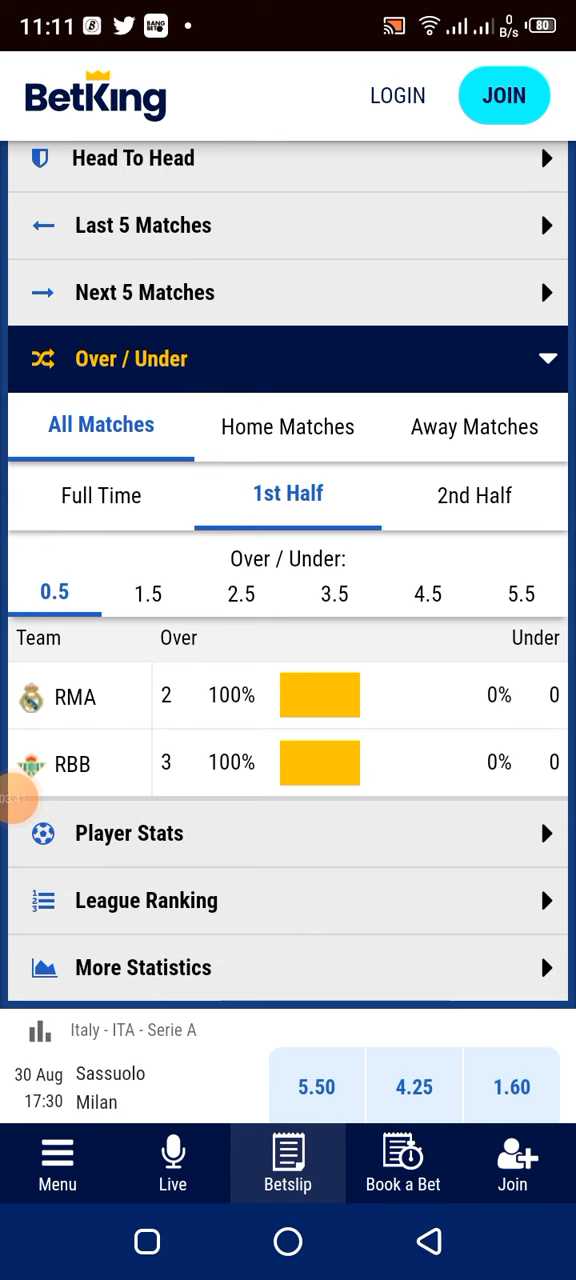 11:11 B BANG BET 0 B/s 80
BetKing LOGIN JOIN
Head To Head
Last 5 Matches
Next 5 Matches
Over / Under
All Matches Home Matches Away Matches
Full Time 1st Half 2nd Half
Over / Under:
0.5 1.5 2.5 3.5 4.5 5.5
Team Over Under
RMA 2 100% 0% 0
RBB 3 100% 0% 0
03:41
Player Stats
League Ranking
More Statistics
Italy - ITA - Serie A
30 Aug Sassuolo
17:30 Milan
5.50 4.25 1.60
Menu Live Betslip Book a Bet Join